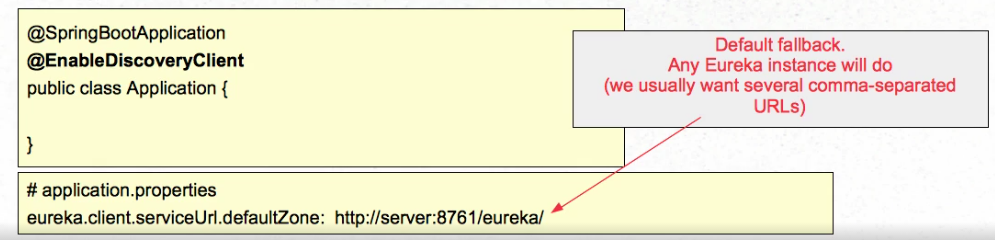 @SpringBootApplication
@EnableDiscoveryClient
public class Application {
}
Default fallback.
Any Eureka instance will do
(we usually want several comma-separated
URLs)
# application.properties
eureka.client.serviceUrl.defaultZone: http://server:8761/eureka/